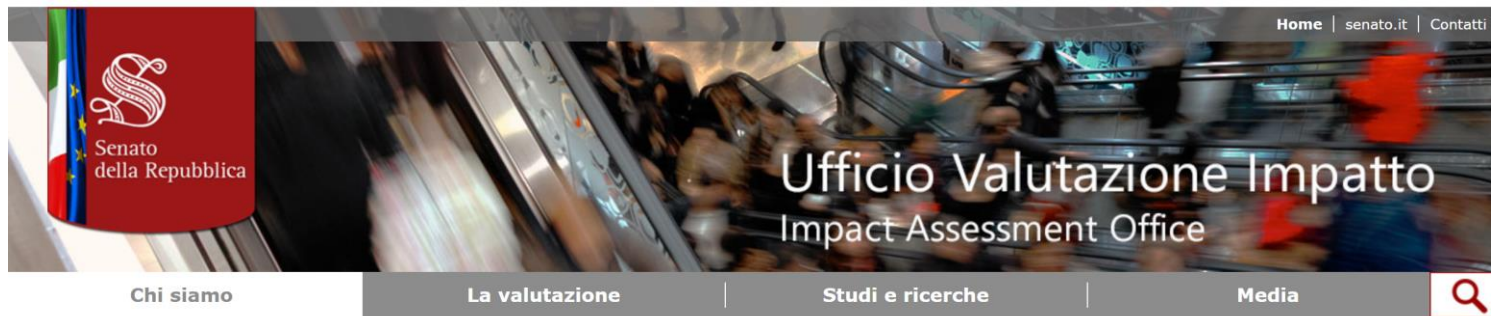 Home | senato.it | Contatti
Senato
della Repubblica
Ufficio Valutazione Impatto
Impact Assessment Office
Chi siamo
La valutazione
Studi e ricerche
Media